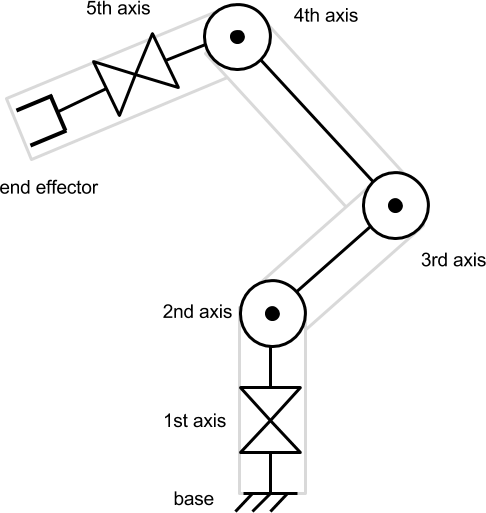 5th axis
4th axis
end effector
3rd axis
2nd axis
1st axis
base